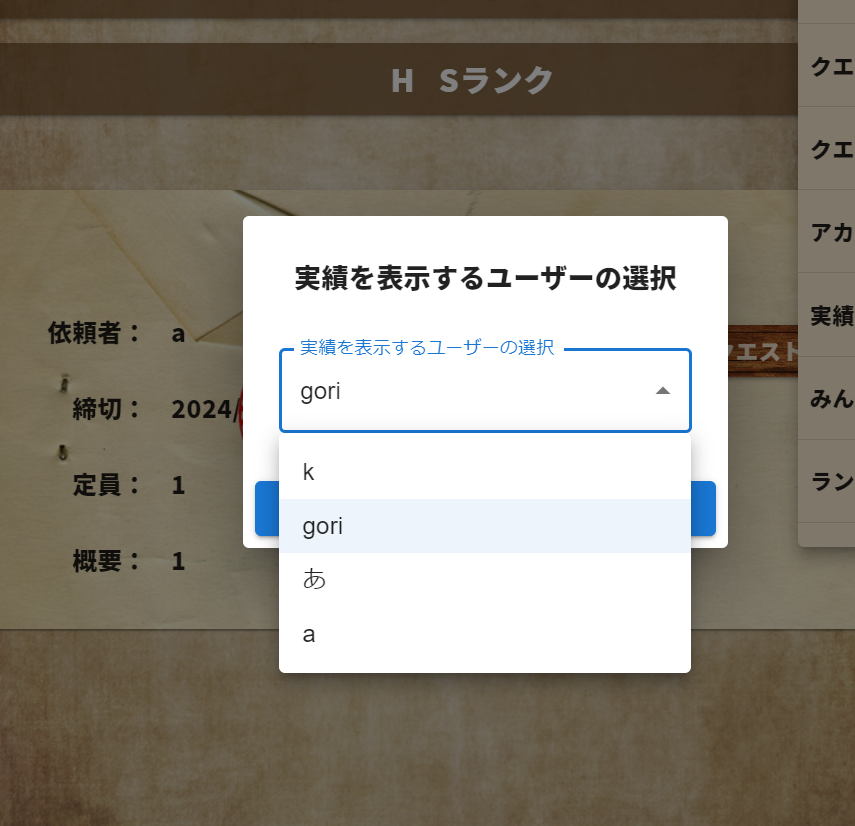 H Sランク
クエ
クエ
アカ
実績
みん
ラン
実績を表示するユーザーの選択
実績を表示するユーザーの選択
gori
k
gori
あ
a
依頼者： a
締切： 2024/
定員： 1
概要： 1
クエスト